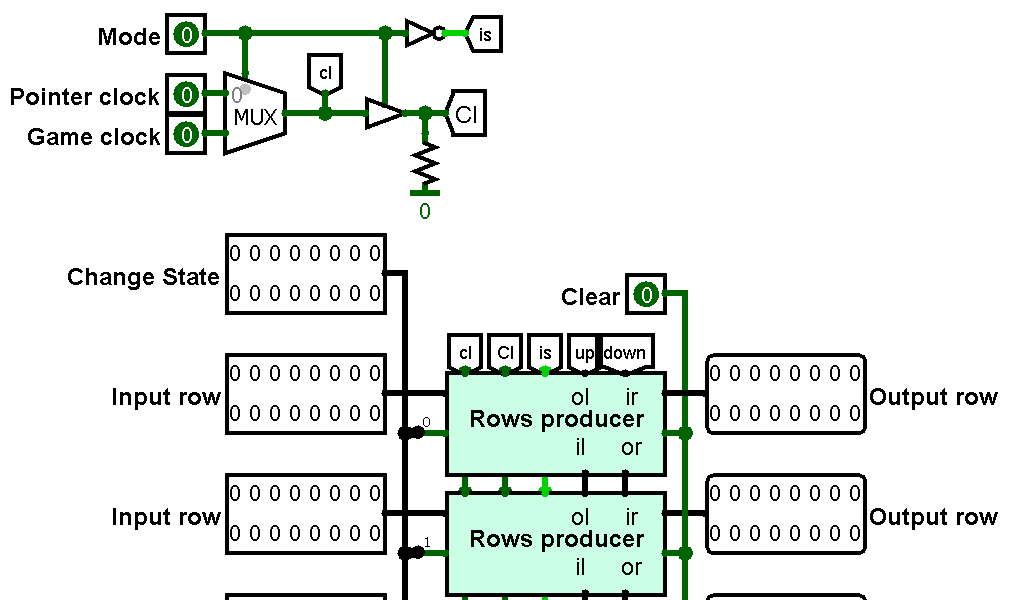 Mode 0 is
Pointer clock 0 0 MUX cl Cl
Game clock 0
0
Change State 0 0 0 0 0 0 0 0
0 0 0 0 0 0 0 0
Clear 0
cl Cl is up down
Input row 0 0 0 0 0 0 0 0
0 0 0 0 0 0 0 0
0
ol ir
Rows producer
il or
0 0 0 0 0 0 0 0 Output row
0 0 0 0 0 0 0 0
Input row 0 0 0 0 0 0 0 0
0 0 0 0 0 0 0 0
1
ol ir
Rows producer
il or
0 0 0 0 0 0 0 0 Output row
0 0 0 0 0 0 0 0